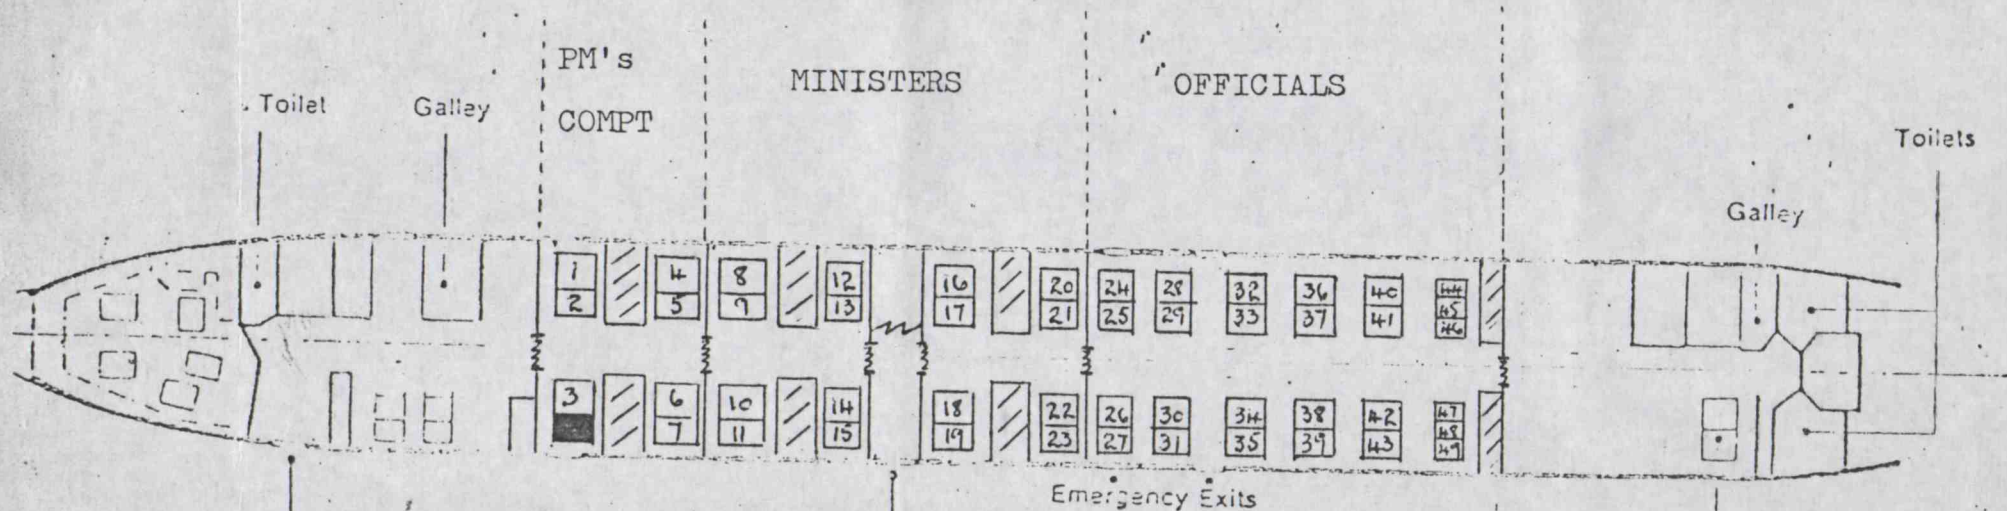 PM's
COMPT
MINISTERS
OFFICIALS
Toilet
Galley
Toilets
Galley
1 4 8 12 16 20 24 28 32 36 40 44
2 5 9 13 17 21 25 29 33 37 41 45
46
3 6 10 14 18 22 26 30 34 38 42 47
7 11 15 19 23 27 31 35 39 43 48
49
Emergency Exits